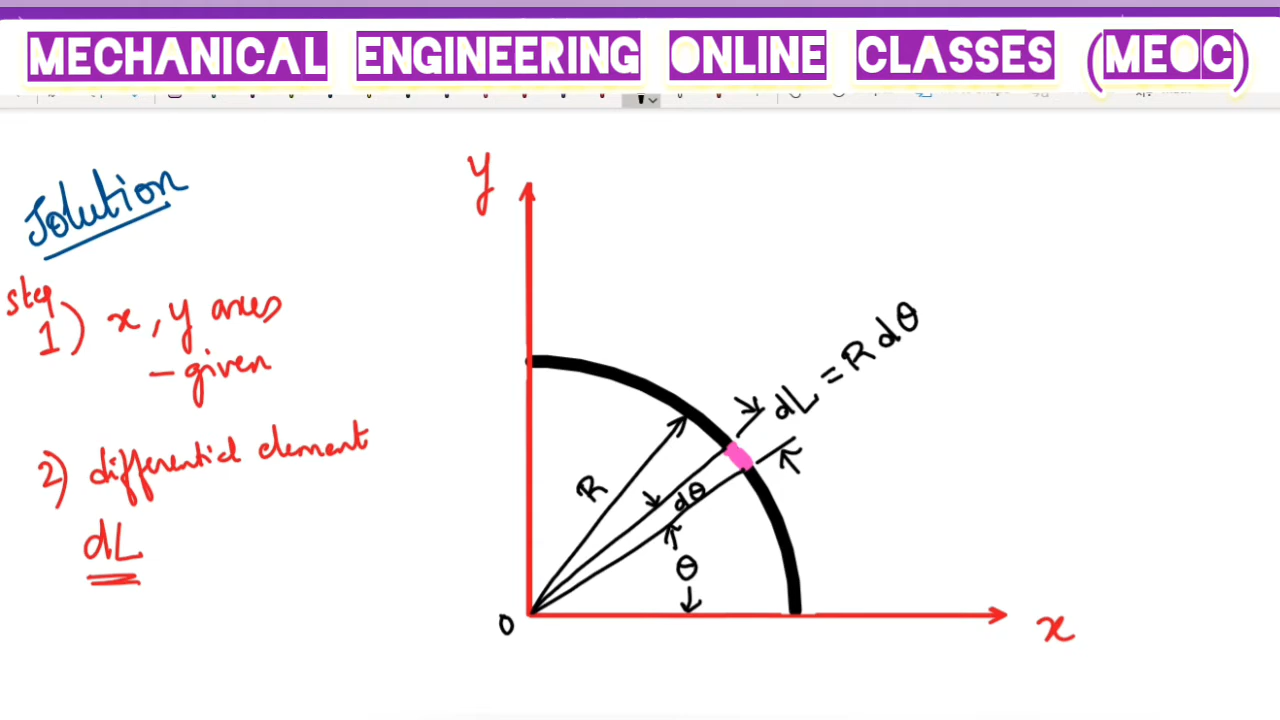 MECHANICAL ENGINEERING ONLINE CLASSES (MEOC)
Solution
step
1) x, y axes
- given
2) differential element
dL
y
dL = R dθ
R
dθ
θ
O
x